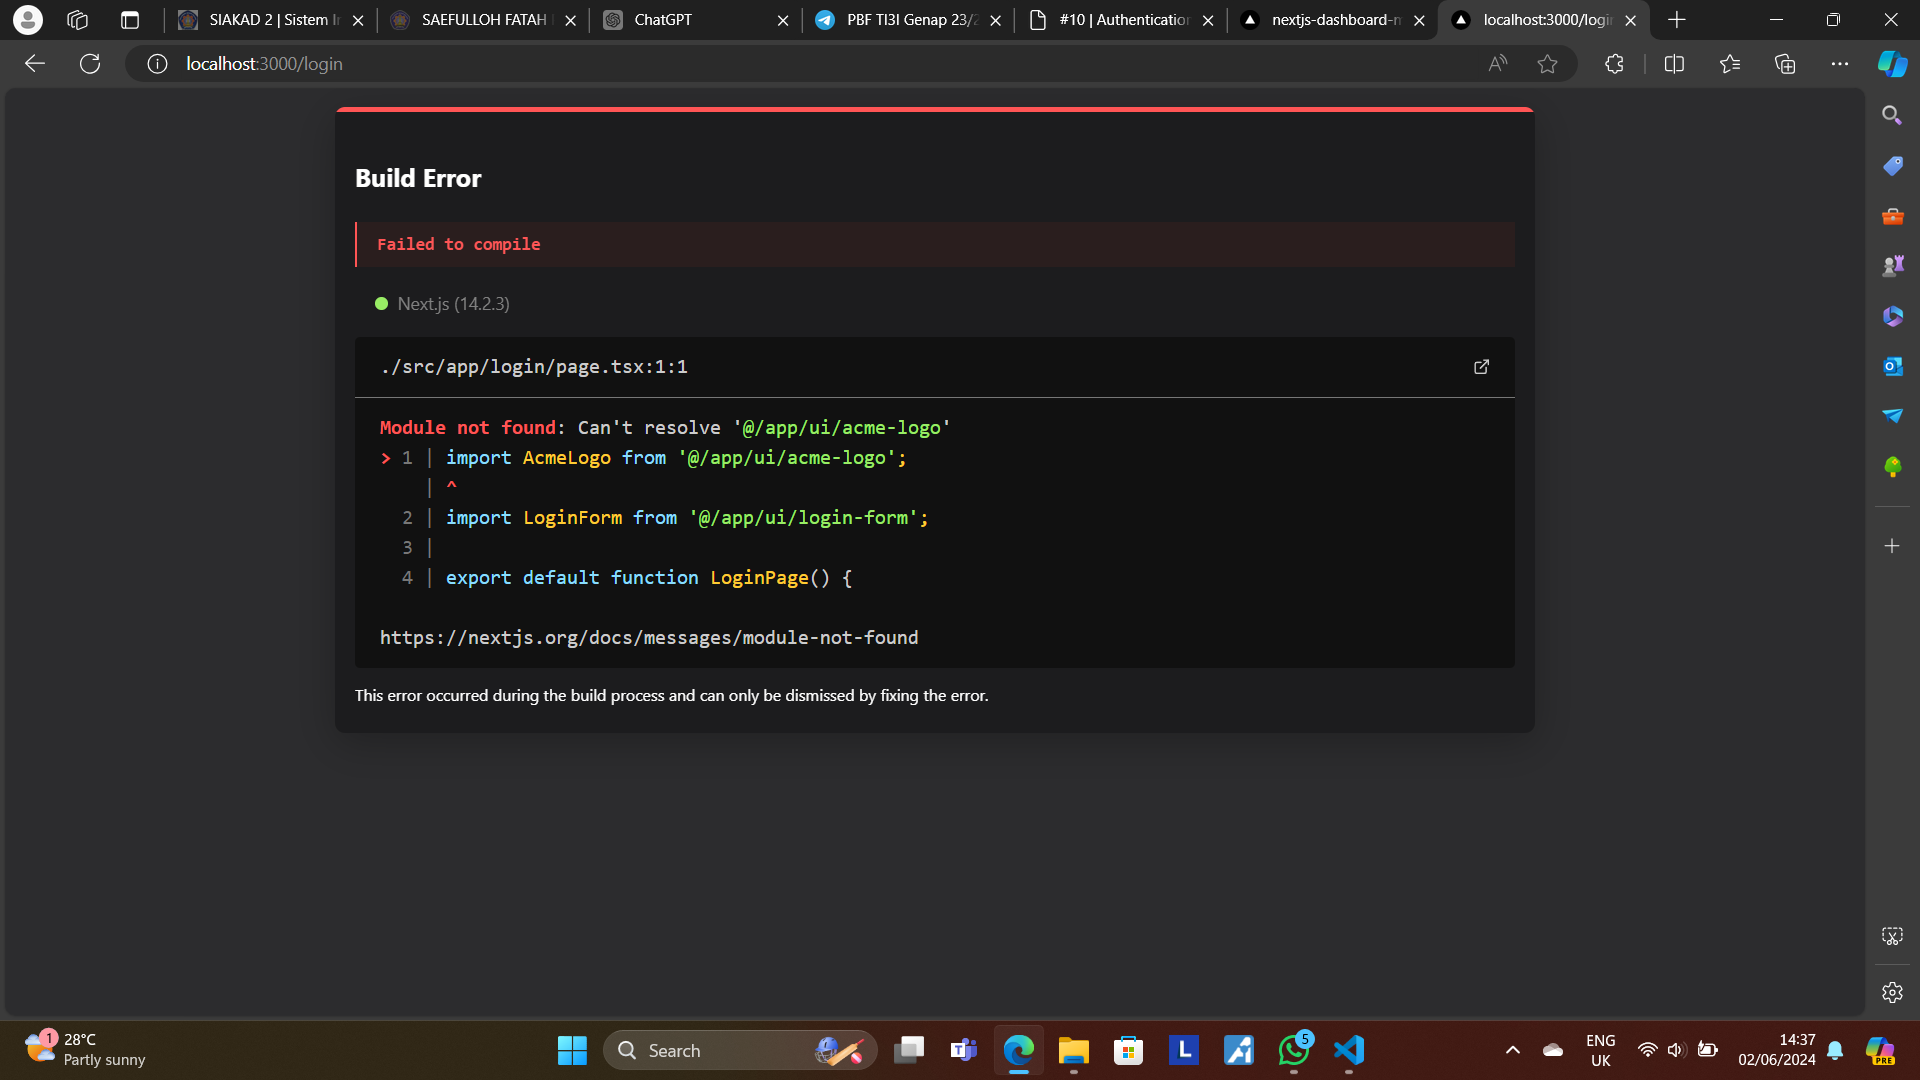 SIAKAD 2 | Sistem Ir
SAEFULLOH FATAH
ChatGPT
PBF TI3I Genap 23/2
#10 | Authentication
nextjs-dashboard-m
localhost:3000/login
localhost:3000/login
Build Error
Failed to compile
Next.js (14.2.3)
./src/app/login/page.tsx:1:1
Module not found: Can't resolve '@/app/ui/acme-logo'
> 1 | import AcmeLogo from '@/app/ui/acme-logo';
| ^
2 | import LoginForm from '@/app/ui/login-form';
3 |
4 | export default function LoginPage() {
https://nextjs.org/docs/messages/module-not-found
This error occurred during the build process and can only be dismissed by fixing the error.
1
28°C
Partly sunny
Search
L
5
ENG
UK
14:37
02/06/2024
PRE